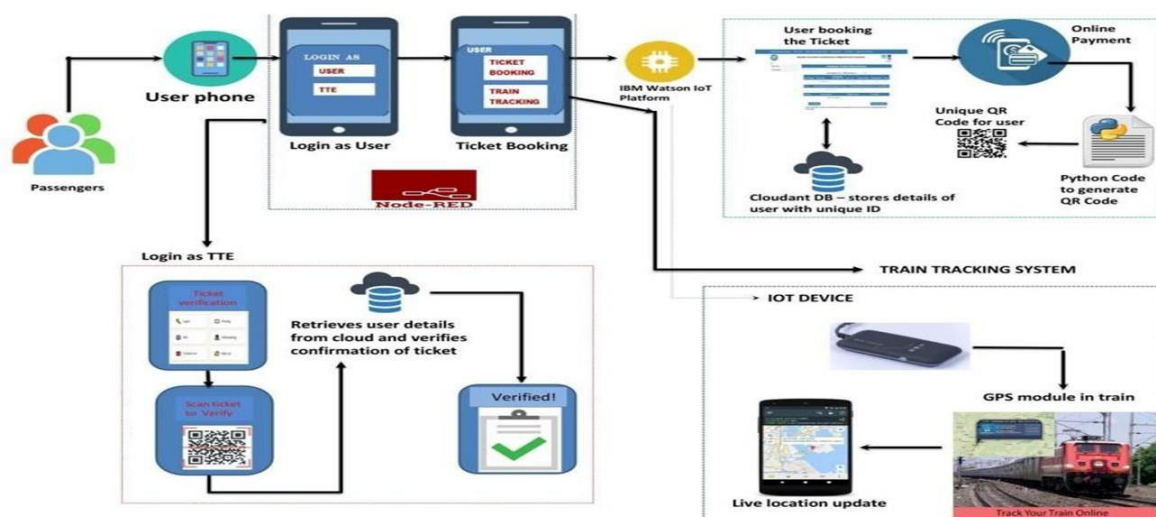 Passengers
User phone
LOGIN AS
USER
TTE
Login as User
USER
TICKET
BOOKING
TRAIN
TRACKING
Ticket Booking
Node-RED
IBM Watson IoT
Platform
User booking
the Ticket
Online
Payment
Unique QR
Code for user
Python Code
to generate
QR Code
Cloudant DB – stores details of
user with unique ID
Login as TTE
Ticket
verification
Scan ticket
to Verify
Retrieves user details
from cloud and verifies
confirmation of ticket
Verified!
TRAIN TRACKING SYSTEM
IOT DEVICE
GPS module in train
Live location update
Track Your Train Online